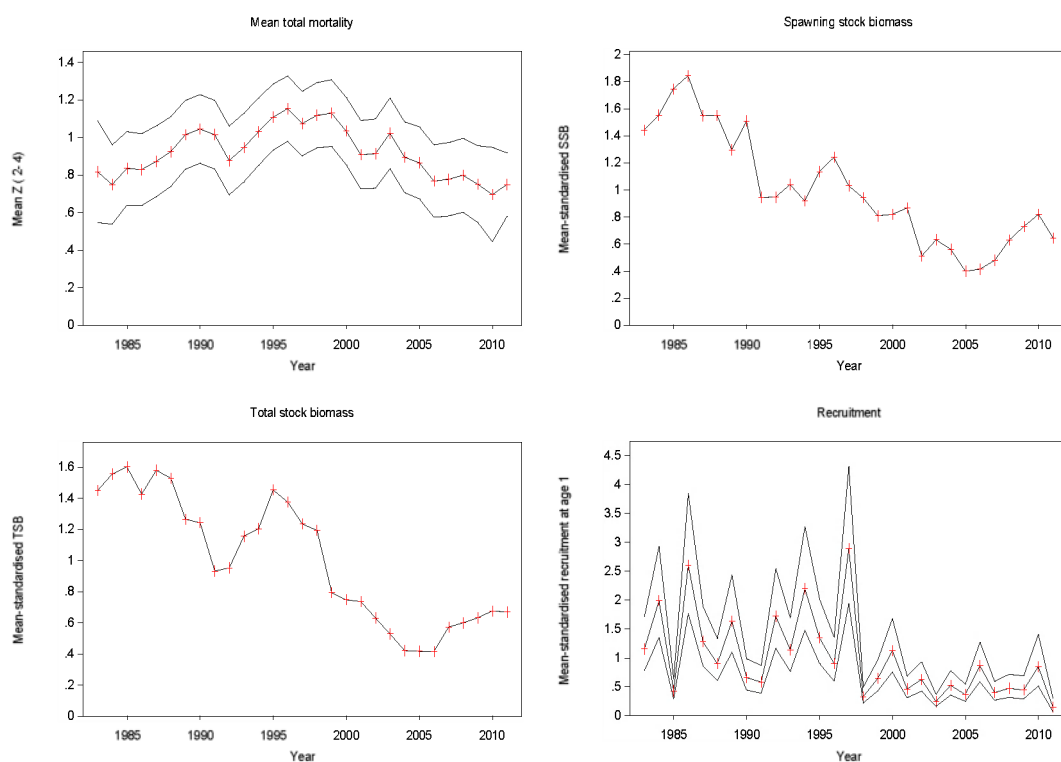 Mean total mortality
Mean Z ( 2- 4)
1.4
1.2
1
.8
.6
.4
.2
0
1985 1990 1995 2000 2005 2010
Year
Spawning stock biomass
Mean-standardised SSB
2
1.8
1.6
1.4
1.2
1
.8
.6
.4
.2
0
1985 1990 1995 2000 2005 2010
Year
Total stock biomass
Mean-standardised TSB
1.6
1.4
1.2
1
.8
.6
.4
.2
0
1985 1990 1995 2000 2005 2010
Year
Recruitment
Mean-standardised recruitment at age 1
4.5
4
3.5
3
2.5
2
1.5
1
.5
0
1985 1990 1995 2000 2005 2010
Year